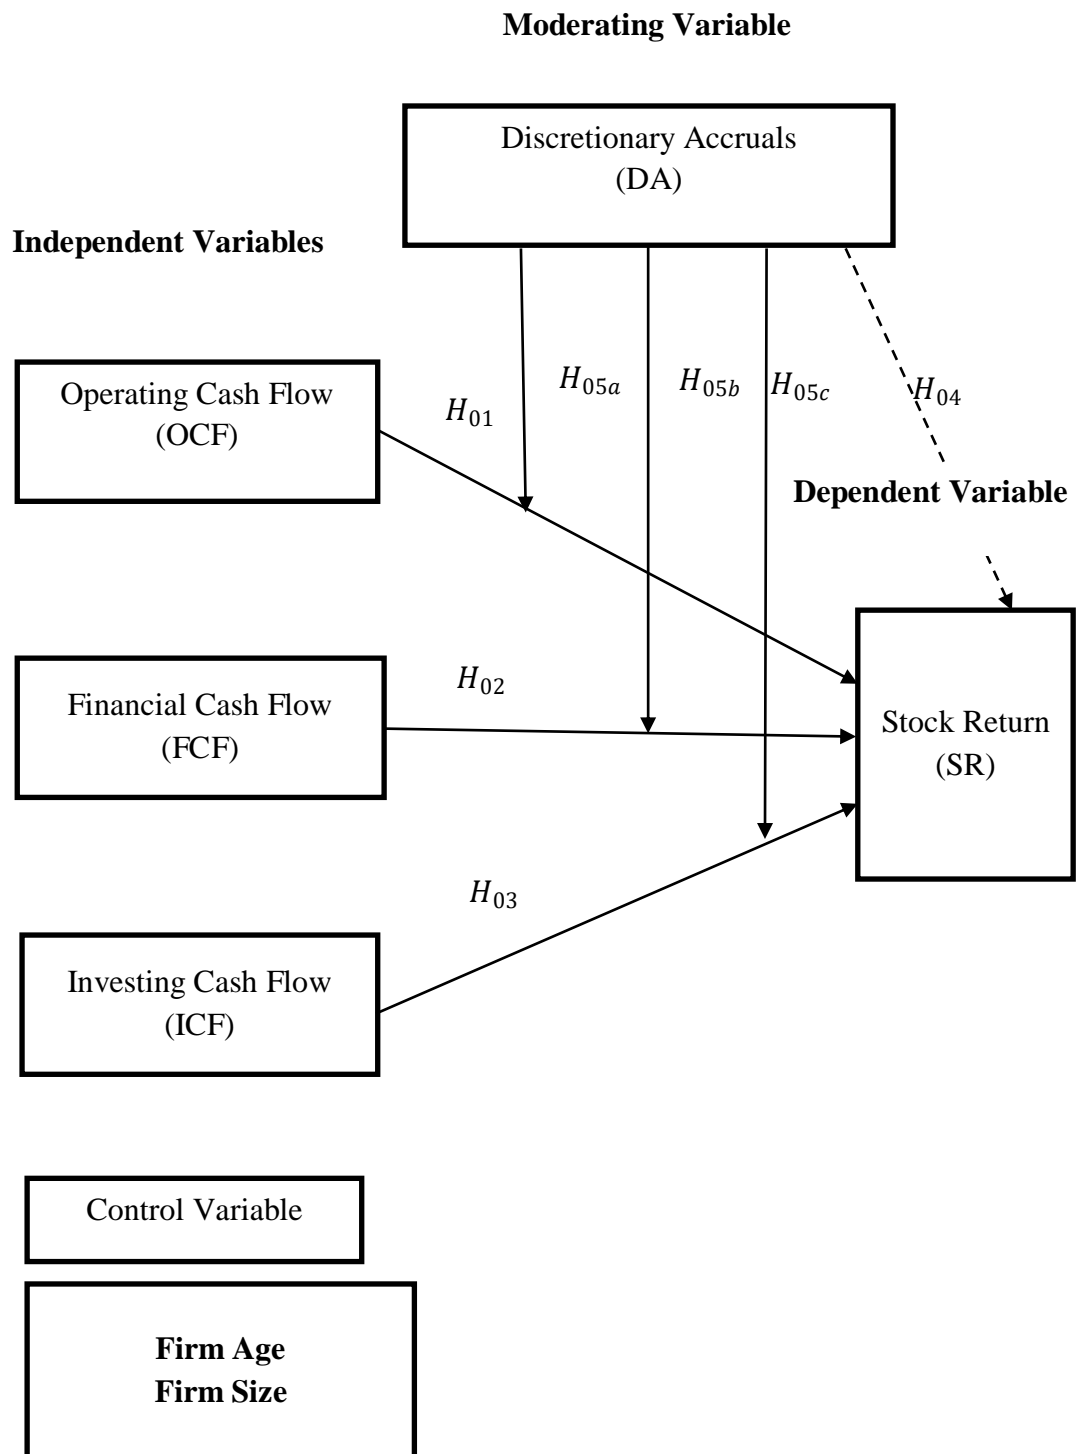 Moderating Variable
Discretionary Accruals
(DA)
Independent Variables
Operating Cash Flow
(OCF)
H01
H05a
H05b
H05c
H04
Dependent Variable
Financial Cash Flow
(FCF)
H02
Stock Return
(SR)
H03
Investing Cash Flow
(ICF)
Control Variable
Firm Age
Firm Size